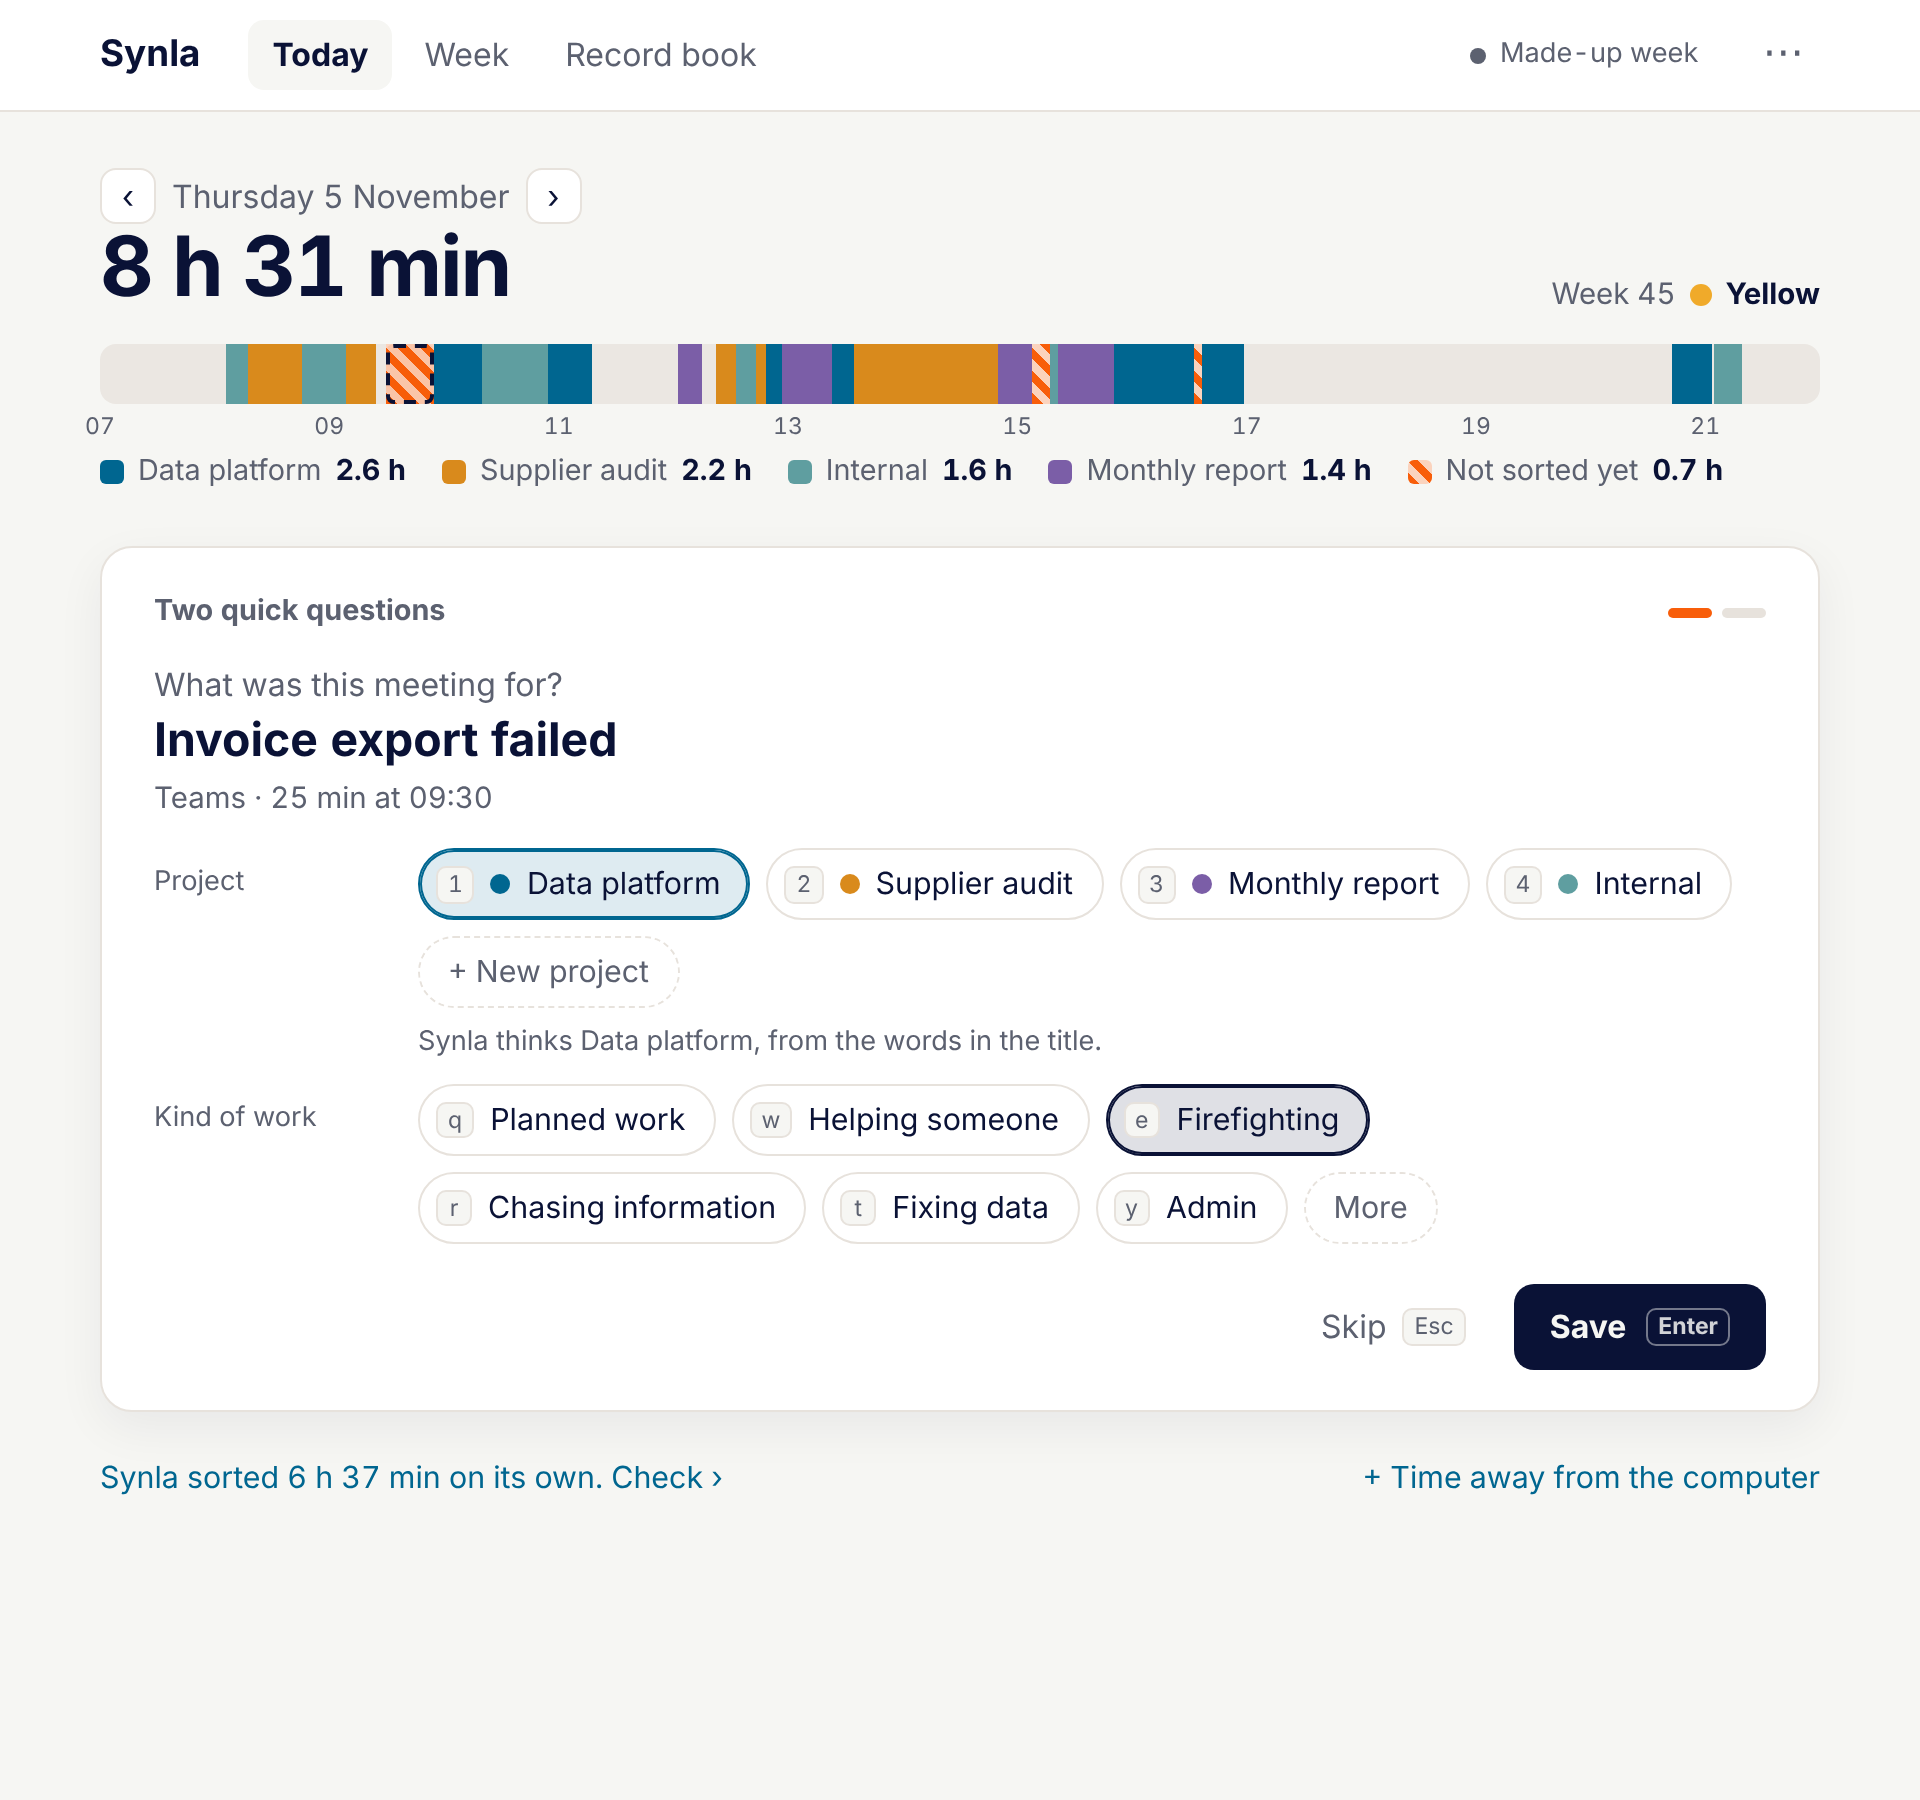 Synla Today Week Record book Made-up week ···
‹ Thursday 5 November ›
8 h 31 min
Week 45 Yellow
07 09 11 13 15 17 19 21
Data platform 2.6 h Supplier audit 2.2 h Internal 1.6 h Monthly report 1.4 h Not sorted yet 0.7 h
Two quick questions
What was this meeting for?
Invoice export failed
Teams · 25 min at 09:30
Project 1 Data platform 2 Supplier audit 3 Monthly report 4 Internal
+ New project
Synla thinks Data platform, from the words in the title.
Kind of work q Planned work w Helping someone e Firefighting
r Chasing information t Fixing data y Admin More
Skip Esc Save Enter
Synla sorted 6 h 37 min on its own. Check › + Time away from the computer